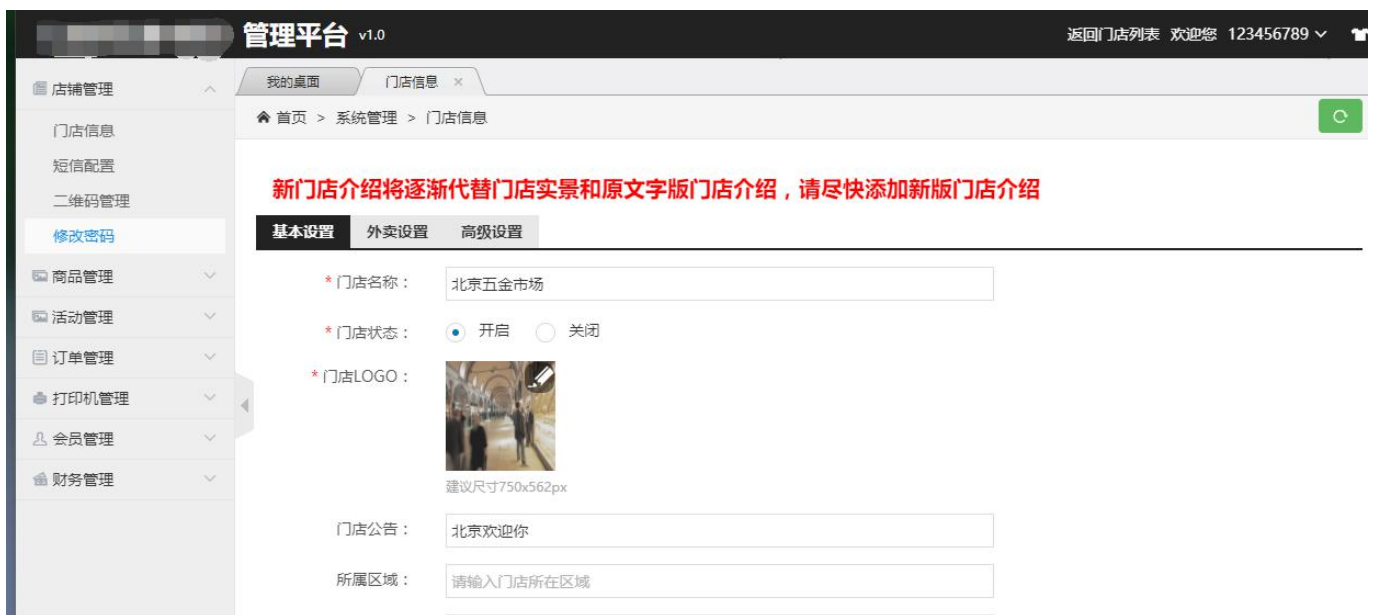 管理平台 v1.0 返回门店列表 欢迎您 123456789
店铺管理
门店信息
短信配置
二维码管理
修改密码
商品管理
活动管理
订单管理
打印机管理
会员管理
财务管理
我的桌面 门店信息 ×
首页 > 系统管理 > 门店信息
新门店介绍将逐渐代替门店实景和原文字版门店介绍，请尽快添加新版门店介绍
基本设置 外卖设置 高级设置
* 门店名称： 北京五金市场
* 门店状态： 开启 关闭
* 门店LOGO：
建议尺寸750x562px
门店公告： 北京欢迎你
所属区域： 请输入门店所在区域